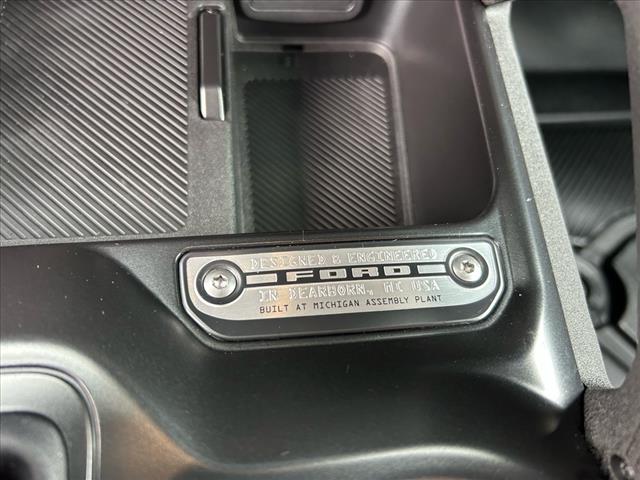 DESIGNED & ENGINEERED
FORD
IN DEARBORN, MI USA
BUILT AT MICHIGAN ASSEMBLY PLANT